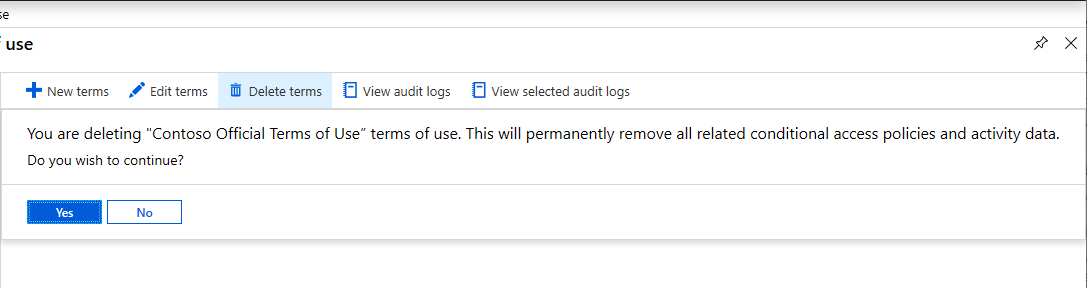 se
use
New terms Edit terms Delete terms View audit logs View selected audit logs
You are deleting "Contoso Official Terms of Use” terms of use. This will permanently remove all related conditional access policies and activity data.
Do you wish to continue?
Yes No